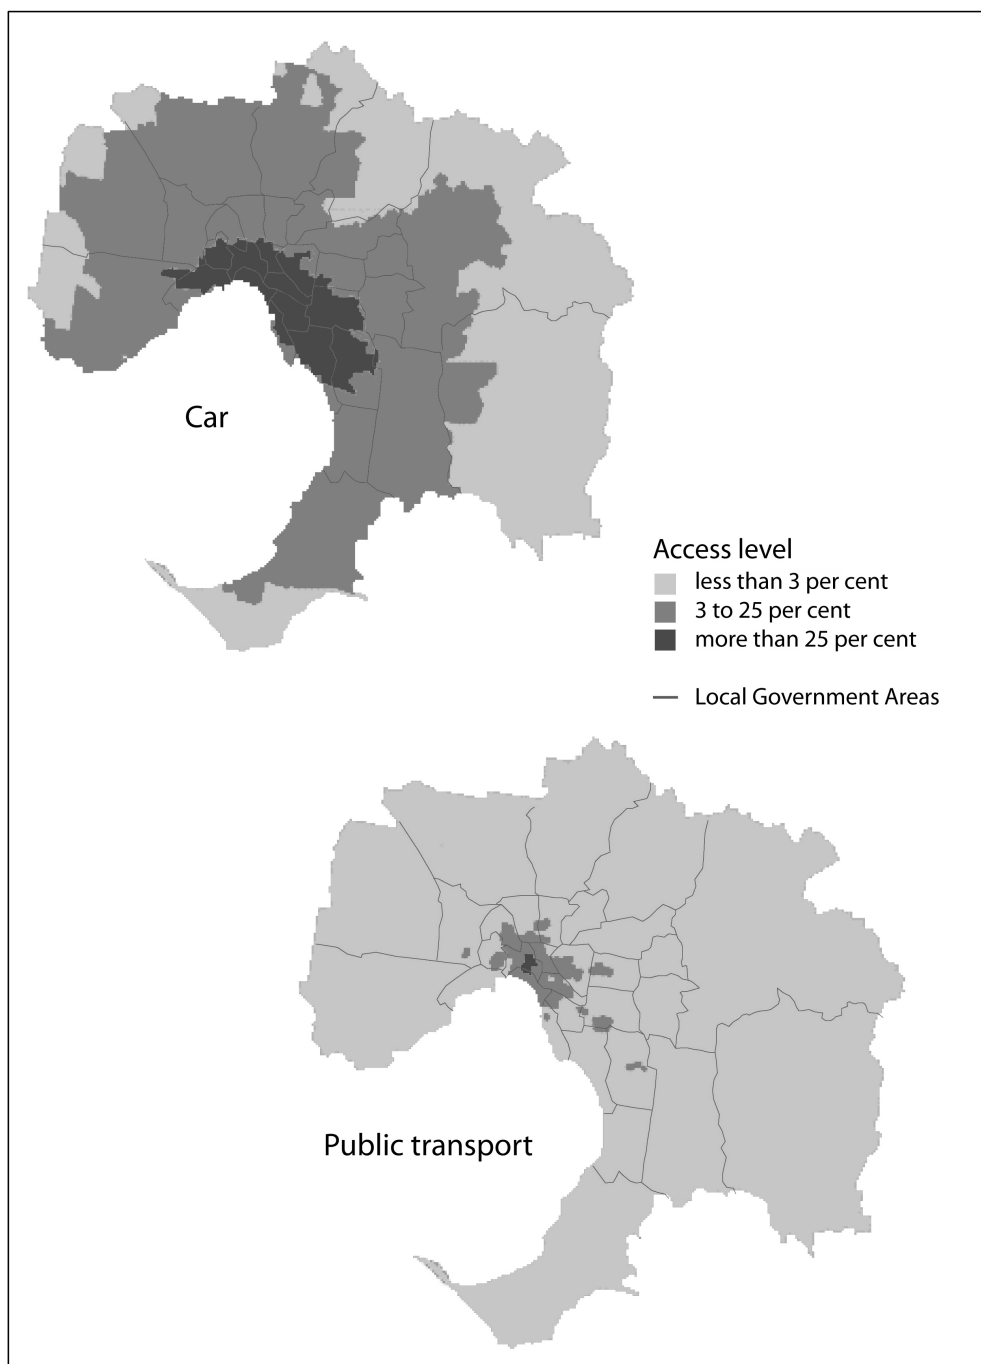 Car
Access level
less than 3 per cent
3 to 25 per cent
more than 25 per cent
Local Government Areas
Public transport